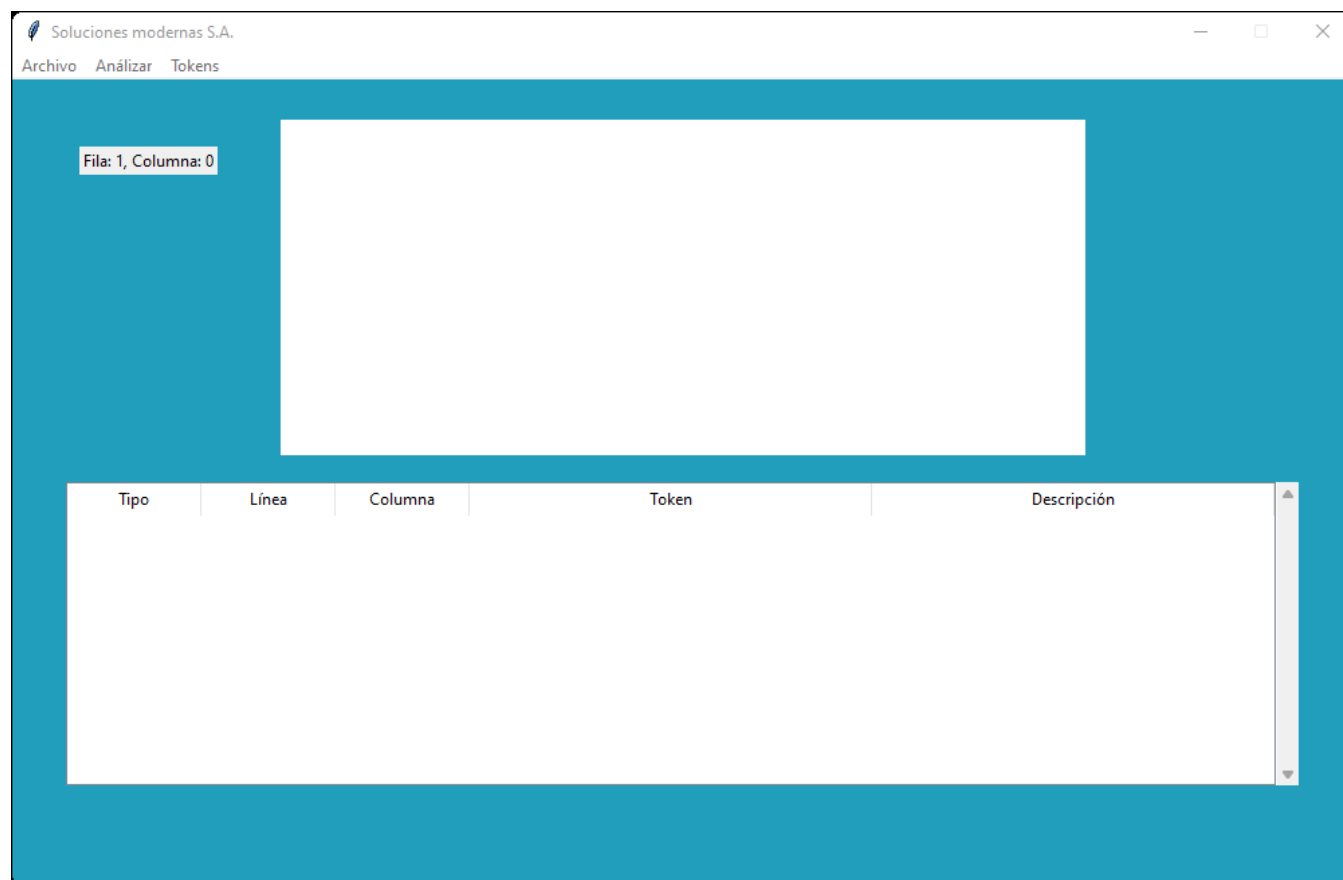 Soluciones modernas S.A.
Archivo Análizar Tokens
Fila: 1, Columna: 0
Tipo Línea Columna Token Descripción